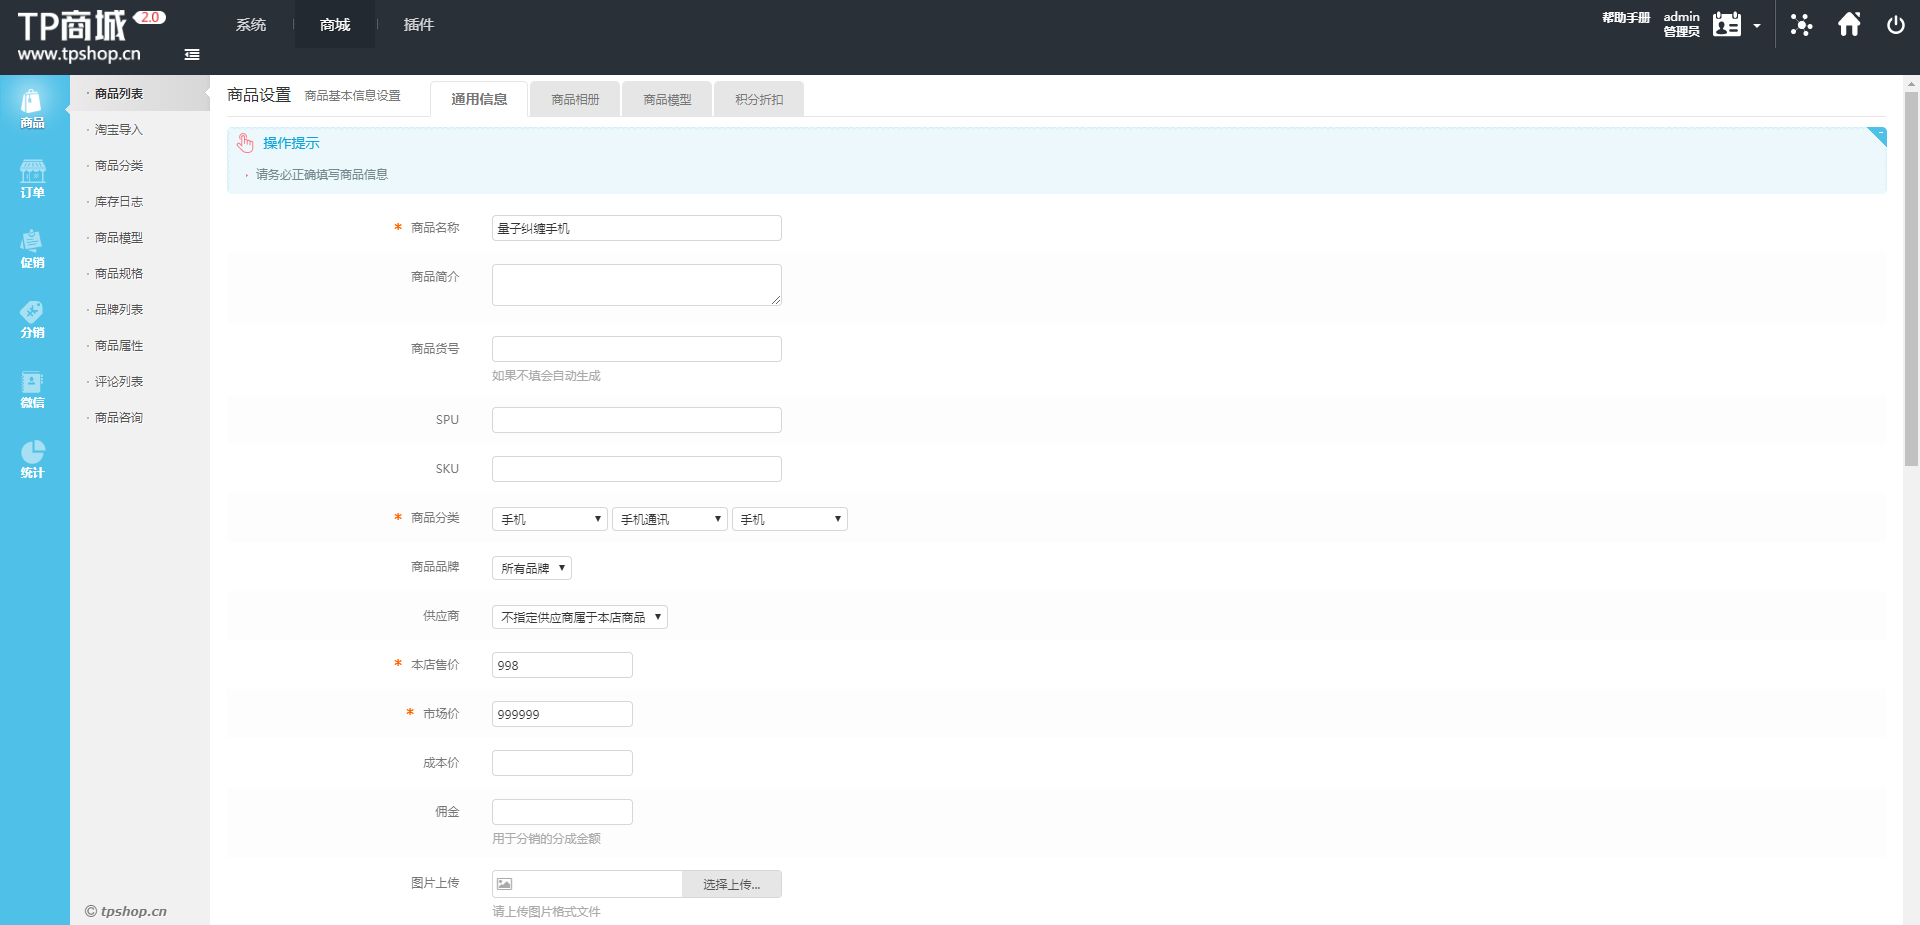 TP商城 2.0
www.tpshop.cn
系统
商城
插件
帮助手册
admin
管理员
商品
订单
促销
分销
微信
统计
· 商品列表
· 淘宝导入
· 商品分类
· 库存日志
· 商品模型
· 商品规格
· 品牌列表
· 商品属性
· 评论列表
· 商品咨询
© tpshop.cn
商品设置 商品基本信息设置
通用信息
商品相册
商品模型
积分折扣
操作提示
请务必正确填写商品信息
* 商品名称 量子纠缠手机
商品简介
商品货号
如果不填会自动生成
SPU
SKU
* 商品分类 手机 手机通讯 手机
商品品牌 所有品牌
供应商 不指定供应商属于本店商品
* 本店售价 998
* 市场价 999999
成本价
佣金
用于分销的分成金额
图片上传 选择上传...
请上传图片格式文件